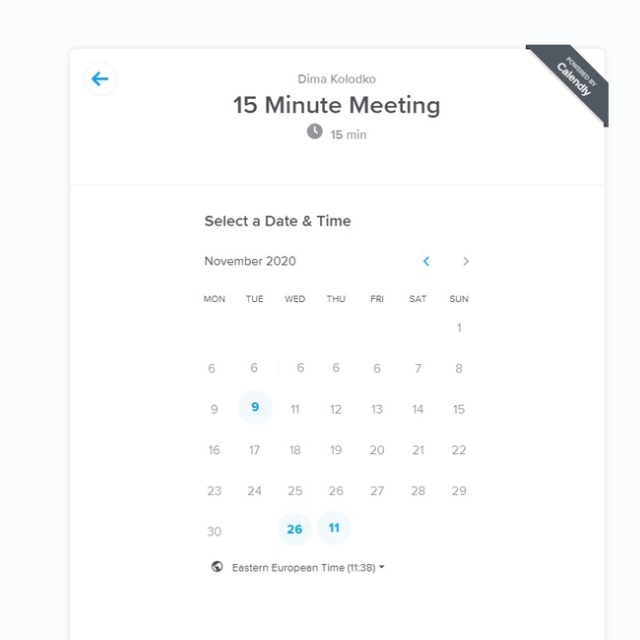 POWERED BY
Calendly
Dima Kolodko
15 Minute Meeting
15 min
Select a Date & Time
November 2020
MON TUE WED THU FRI SAT SUN
1
6 6 6 6 6 7 8
9 9 11 12 13 14 15
16 17 18 19 20 21 22
23 24 25 26 27 28 29
30 26 11
Eastern European Time (11:38)